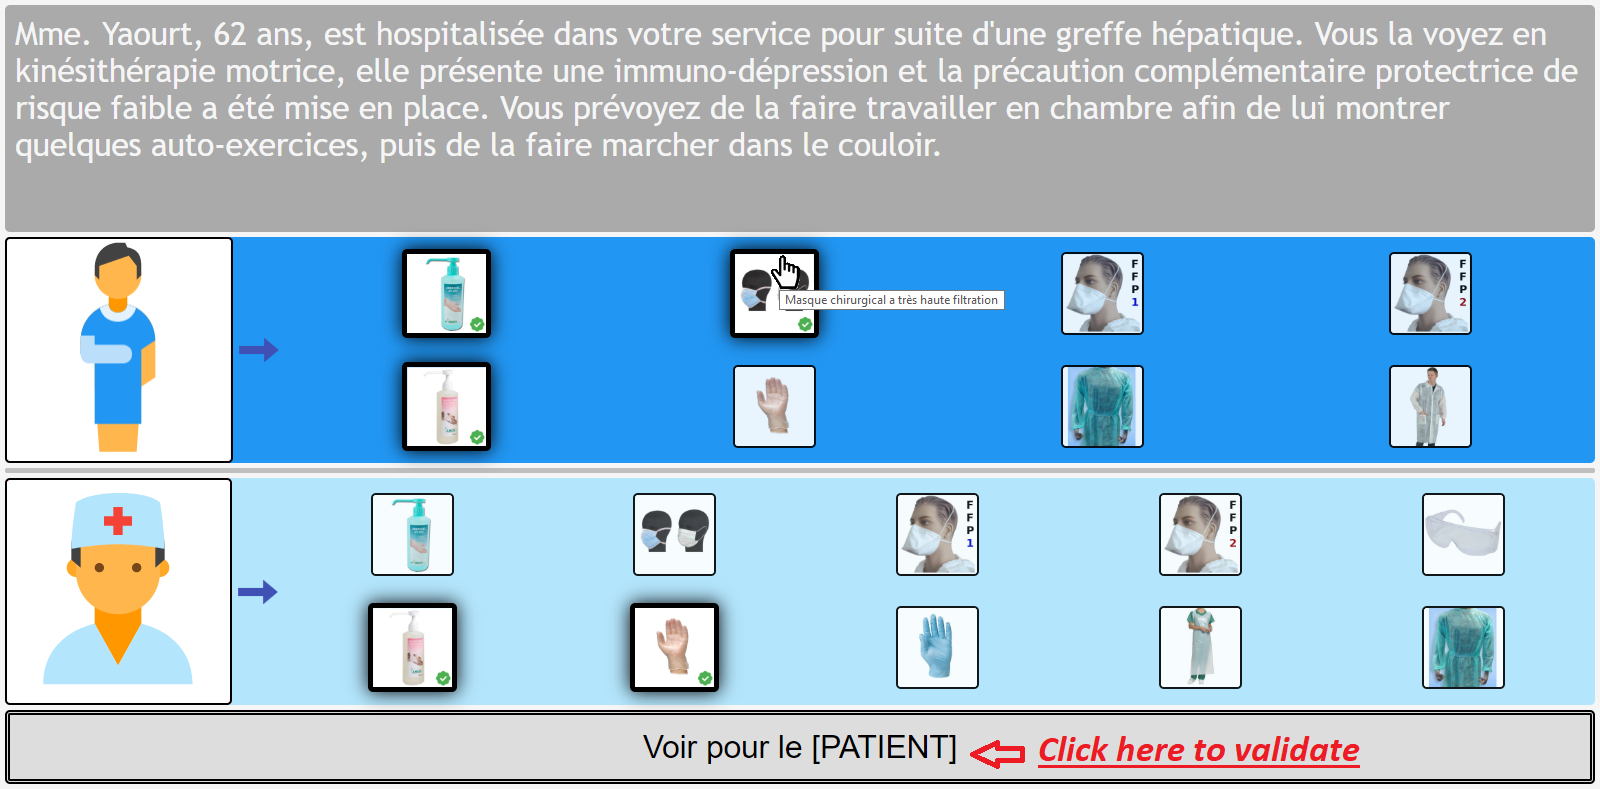 Mme. Yaourt, 62 ans, est hospitalisée dans votre service pour suite d'une greffe hépatique. Vous la voyez en
kinésithérapie motrice, elle présente une immuno-dépression et la précaution complémentaire protectrice de
risque faible a été mise en place. Vous prévoyez de la faire travailler en chambre afin de lui montrer
quelques auto-exercices, puis de la faire marcher dans le couloir.
Masque chirurgical a très haute filtration
FFP1
FFP2
FFP1
FFP2
Voir pour le [PATIENT]
Click here to validate